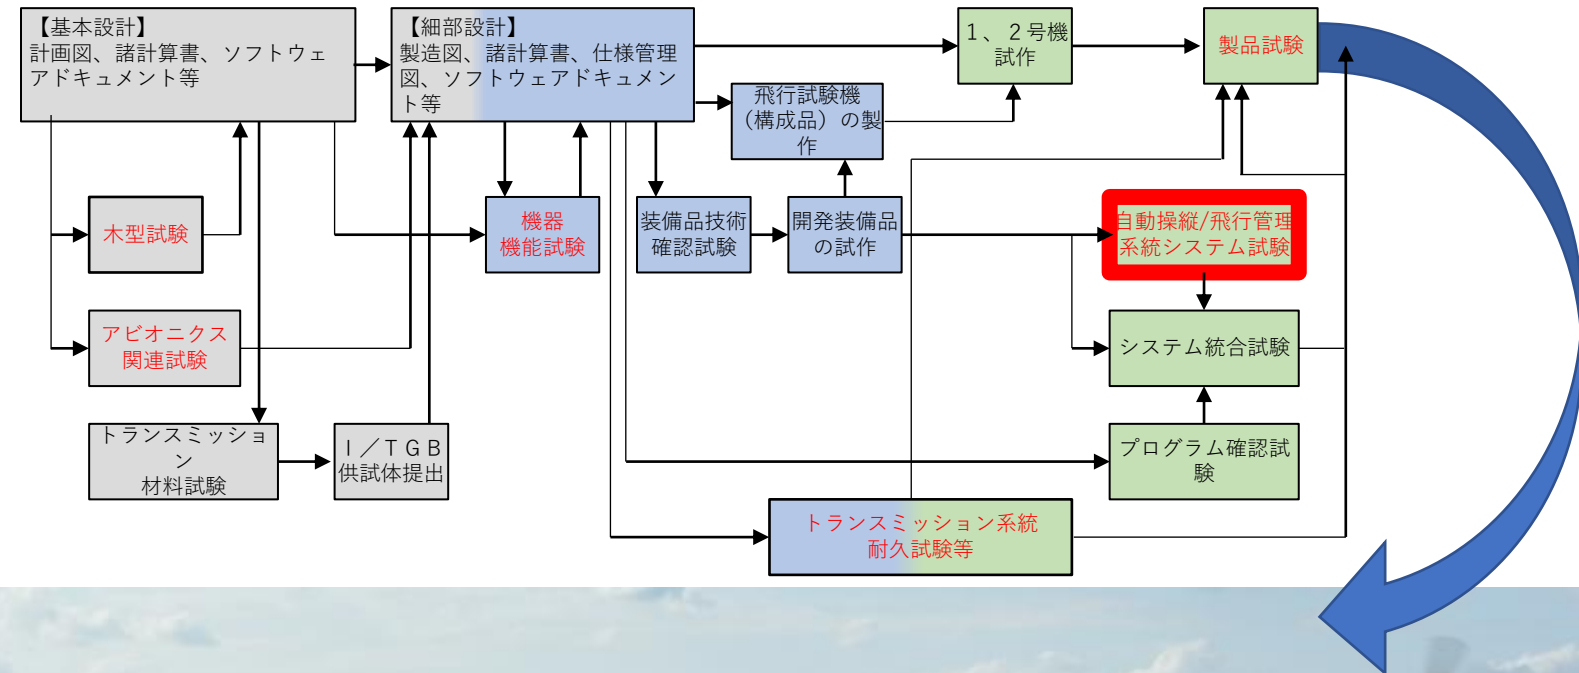 【基本設計】
計画図、諸計算書、ソフトウェ
アドキュメント等
【細部設計】
製造図、諸計算書、仕様管理
図、ソフトウェアドキュメン
ト等
１、２号機
試作
製品試験
飛行試験機
（構成品）の製
作
木型試験
機器
機能試験
装備品技術
確認試験
開発装備品
の試作
自動操縦/飛行管理
系統システム試験
アビオニクス
関連試験
システム統合試験
トランスミッショ
ン
材料試験
Ｉ／ＴＧＢ
供試体提出
プログラム確認試
験
トランスミッション系統
耐久試験等